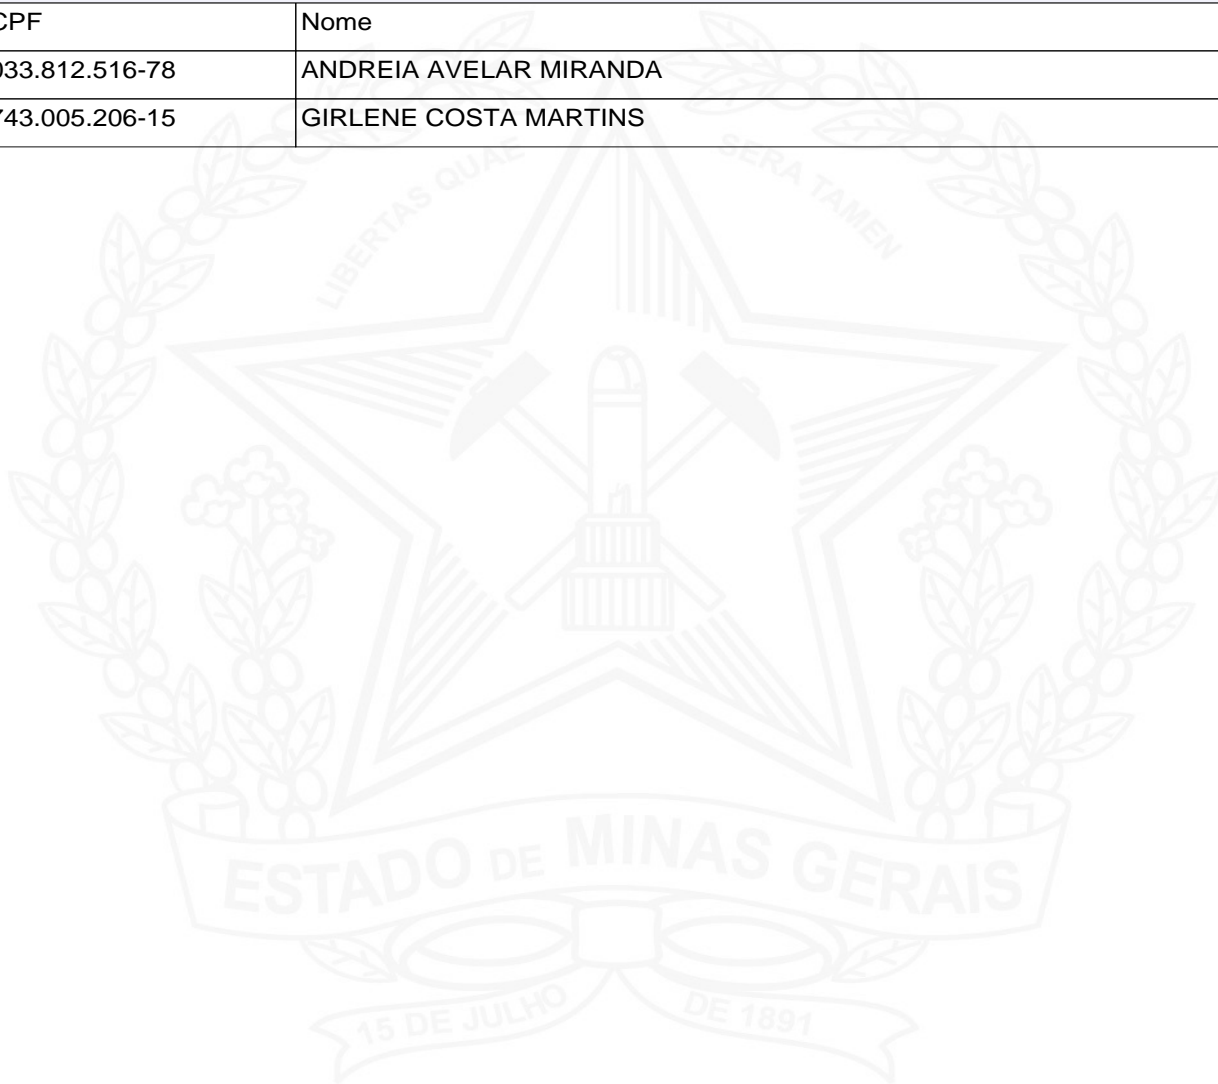 CPF Nome
033.812.516-78 ANDREIA AVELAR MIRANDA
743.005.206-15 GIRLENE COSTA MARTINS
LIBERTAS QUAE SERA TAMEN
ESTADO DE MINAS GERAIS
15 DE JULHO DE 1891